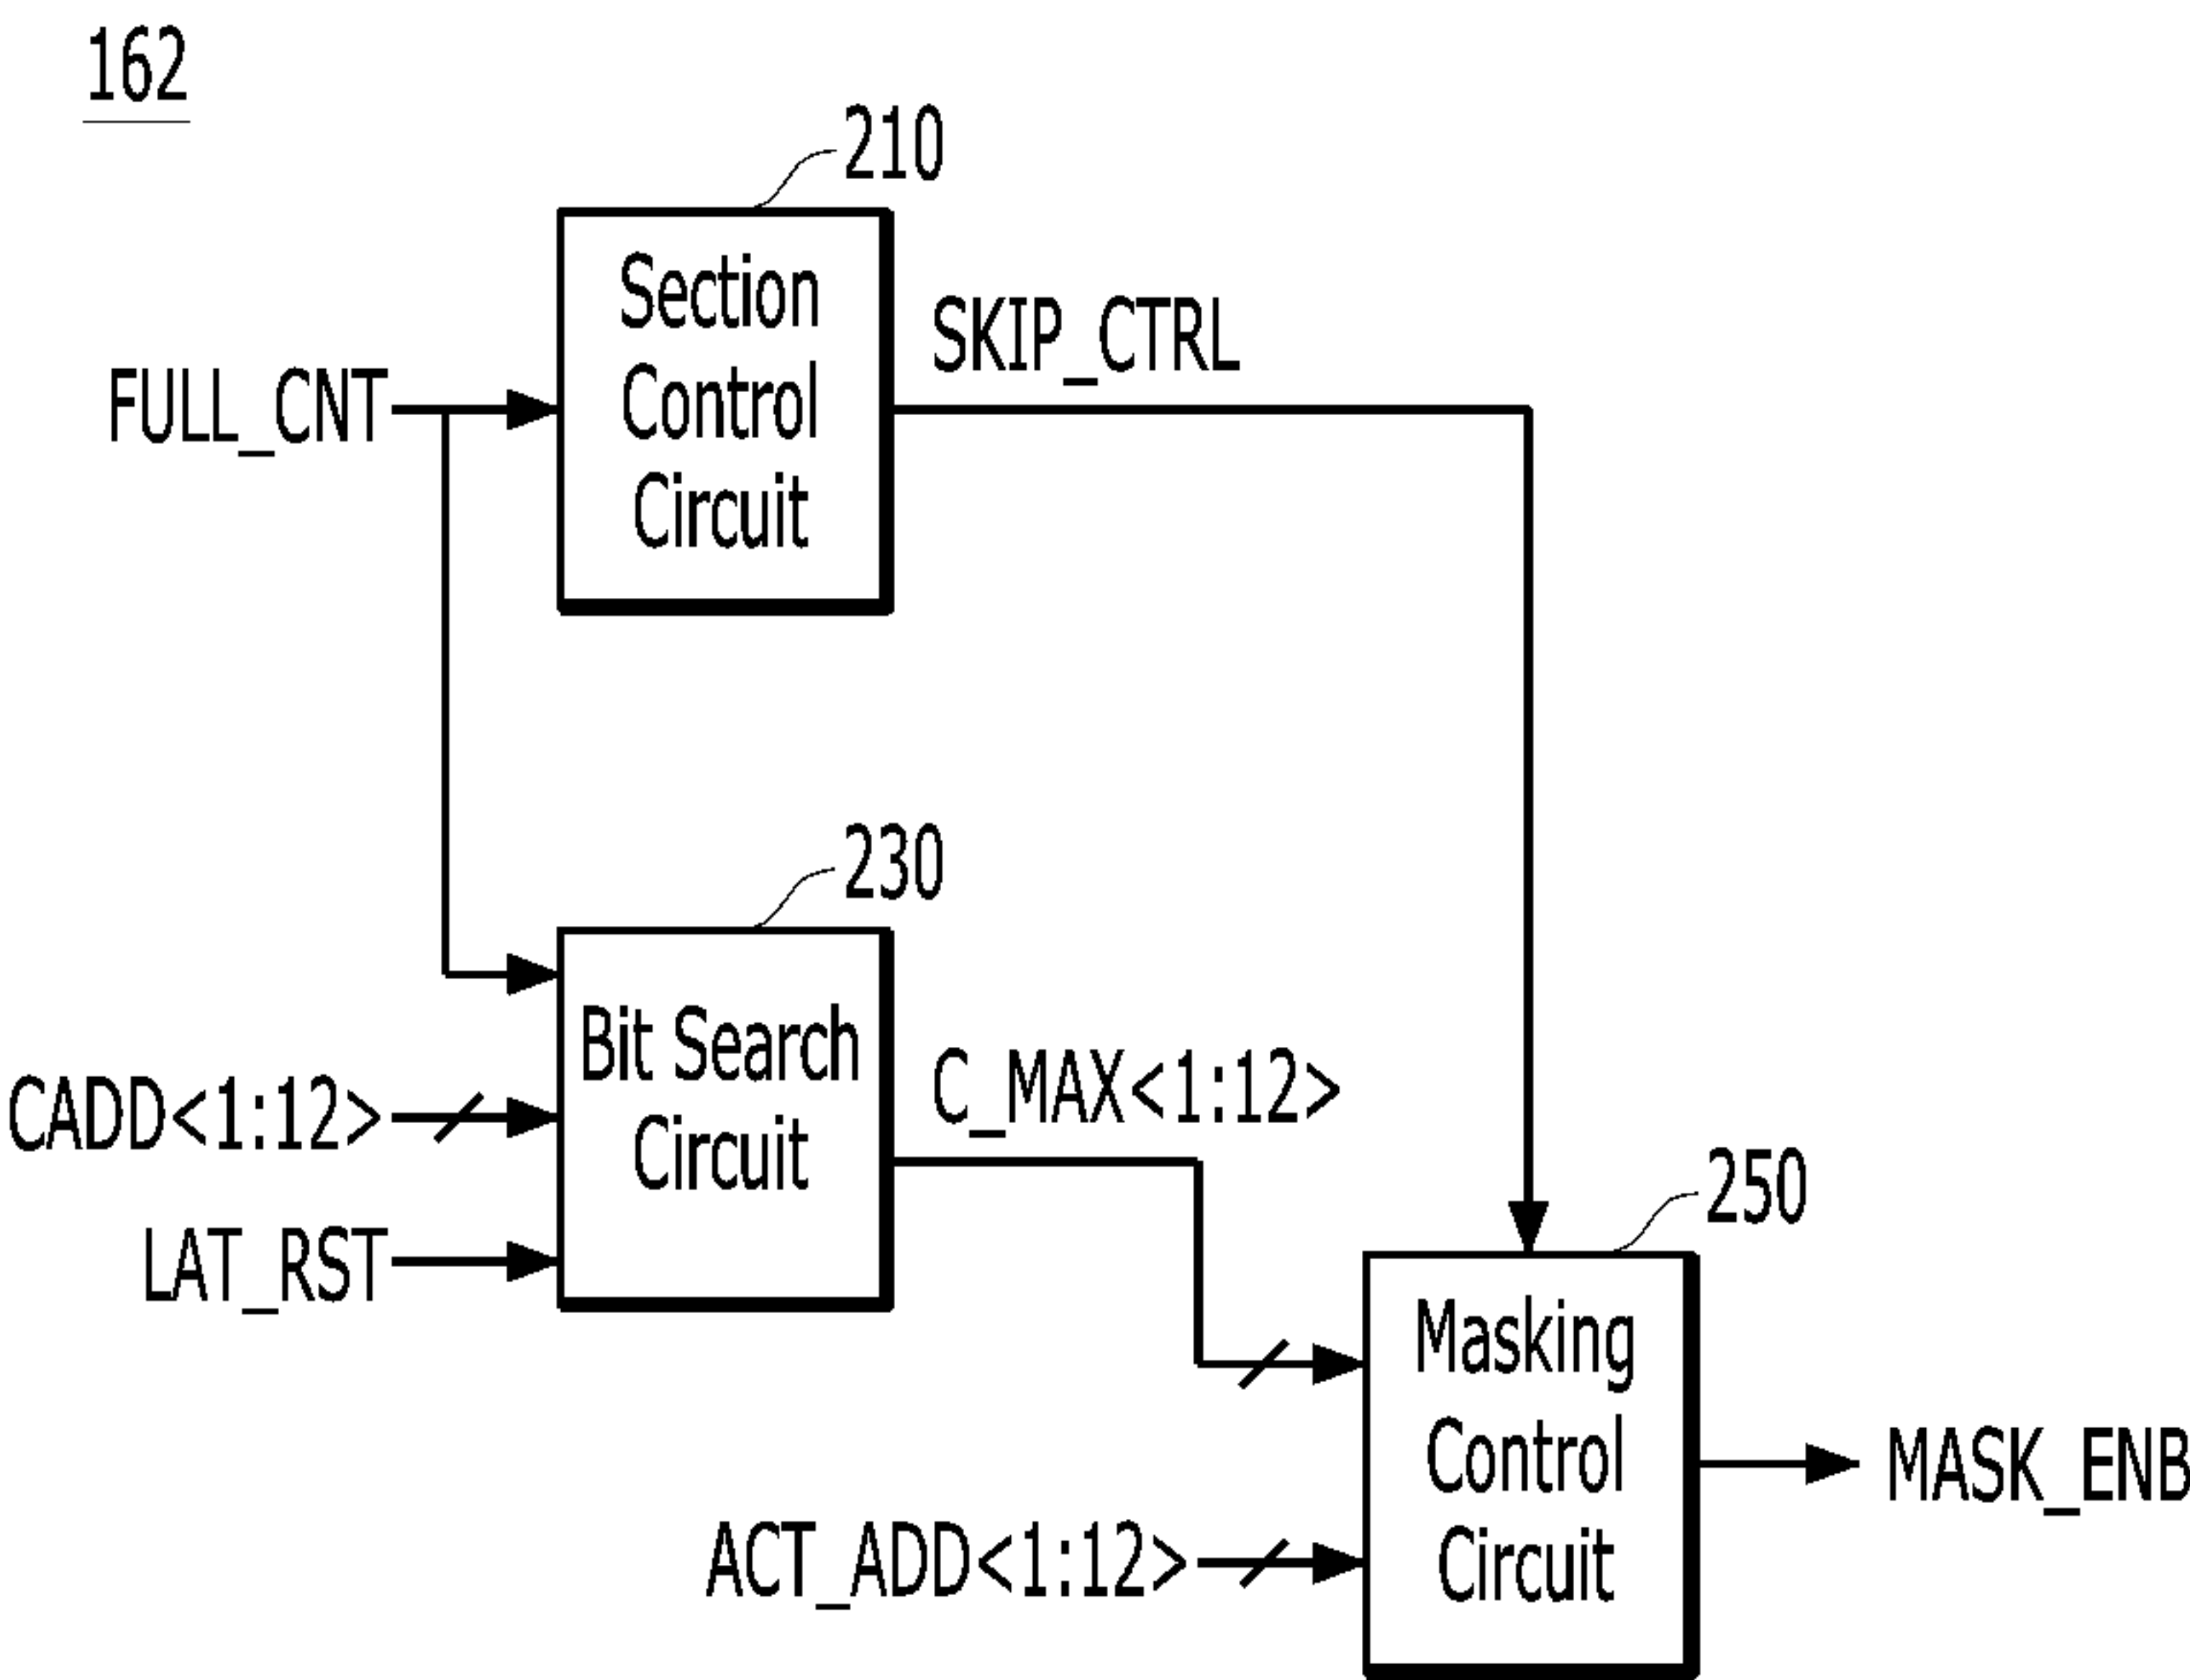 162
210
Section
Control
Circuit
SKIP_CTRL
FULL_CNT
230
Bit Search
Circuit
C_MAX<1:12>
CADD<1:12>
LAT_RST
250
Masking
Control
Circuit
MASK_ENB
ACT_ADD<1:12>